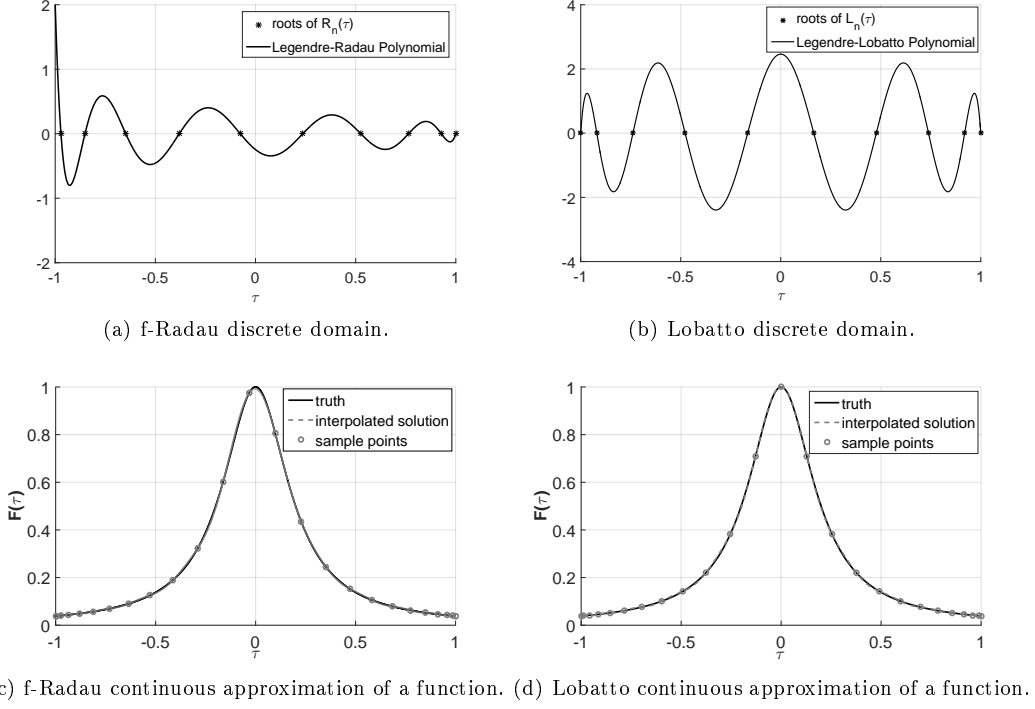 2
1
0
-1
-2
-1
-0.5
0
0.5
1
τ
roots of R_n(τ)
Legendre-Radau Polynomial
(a) f-Radau discrete domain.
4
2
0
-2
-4
-1
-0.5
0
0.5
1
τ
roots of L_n(τ)
Legendre-Lobatto Polynomial
(b) Lobatto discrete domain.
1
0.8
0.6
0.4
0.2
0
F(τ)
-1
-0.5
0
0.5
1
τ
truth
interpolated solution
sample points
) f-Radau continuous approximation of a function.
1
0.8
0.6
0.4
0.2
0
F(τ)
-1
-0.5
0
0.5
1
τ
truth
interpolated solution
sample points
(d) Lobatto continuous approximation of a function.